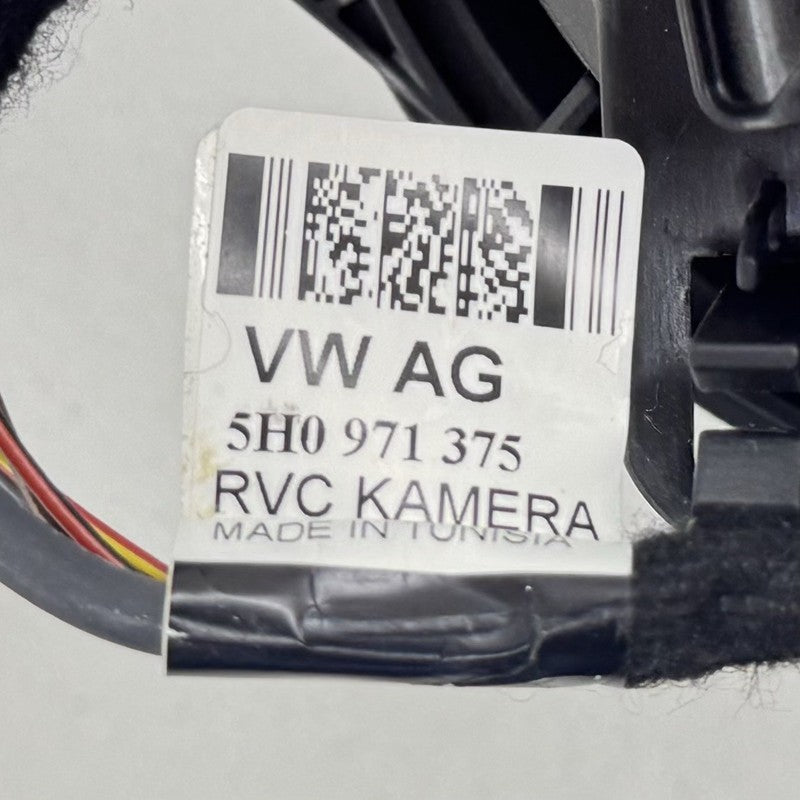 VW AG
5H0 971 375
RVC KAMERA
MADE IN TUNISIA